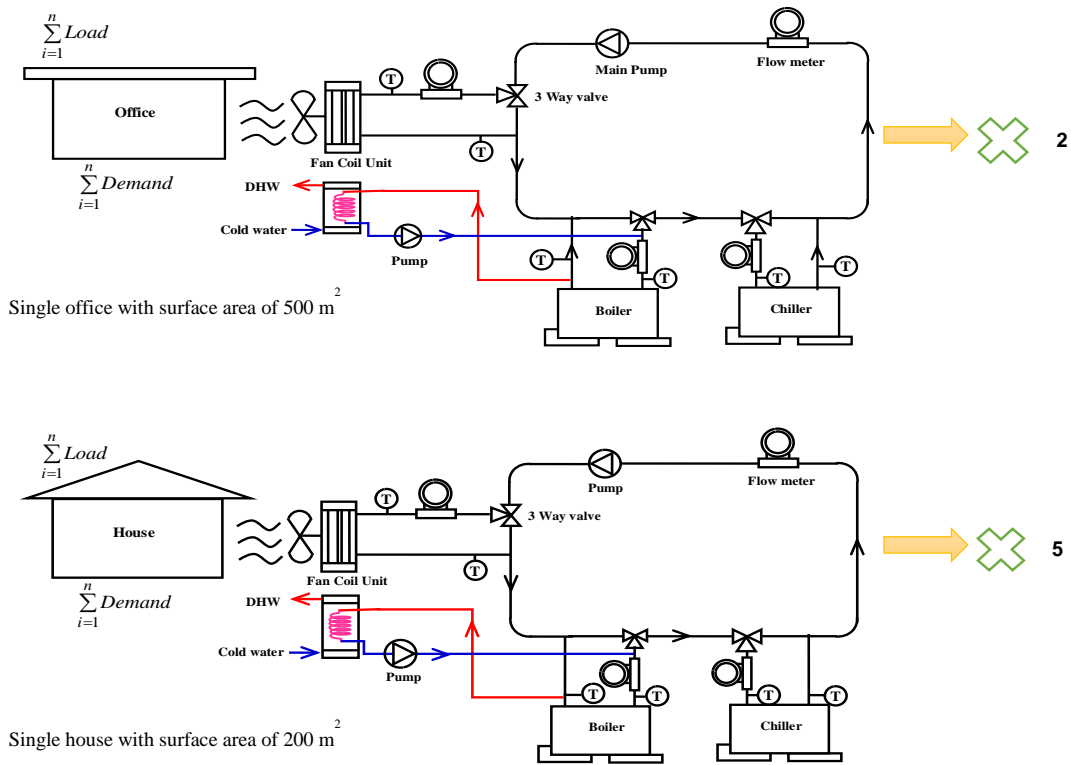 n
∑ Load
i=1
Office
n
∑ Demand
i=1
T
T
Fan Coil Unit
3 Way valve
Main Pump
Flow meter
2
DHW
Cold water
Pump
T
T
T
T
Boiler
Chiller
Single office with surface area of 500 m²
n
∑ Load
i=1
House
n
∑ Demand
i=1
T
T
Fan Coil Unit
3 Way valve
Pump
Flow meter
5
DHW
Cold water
Pump
T
T
T
T
Boiler
Chiller
Single house with surface area of 200 m²